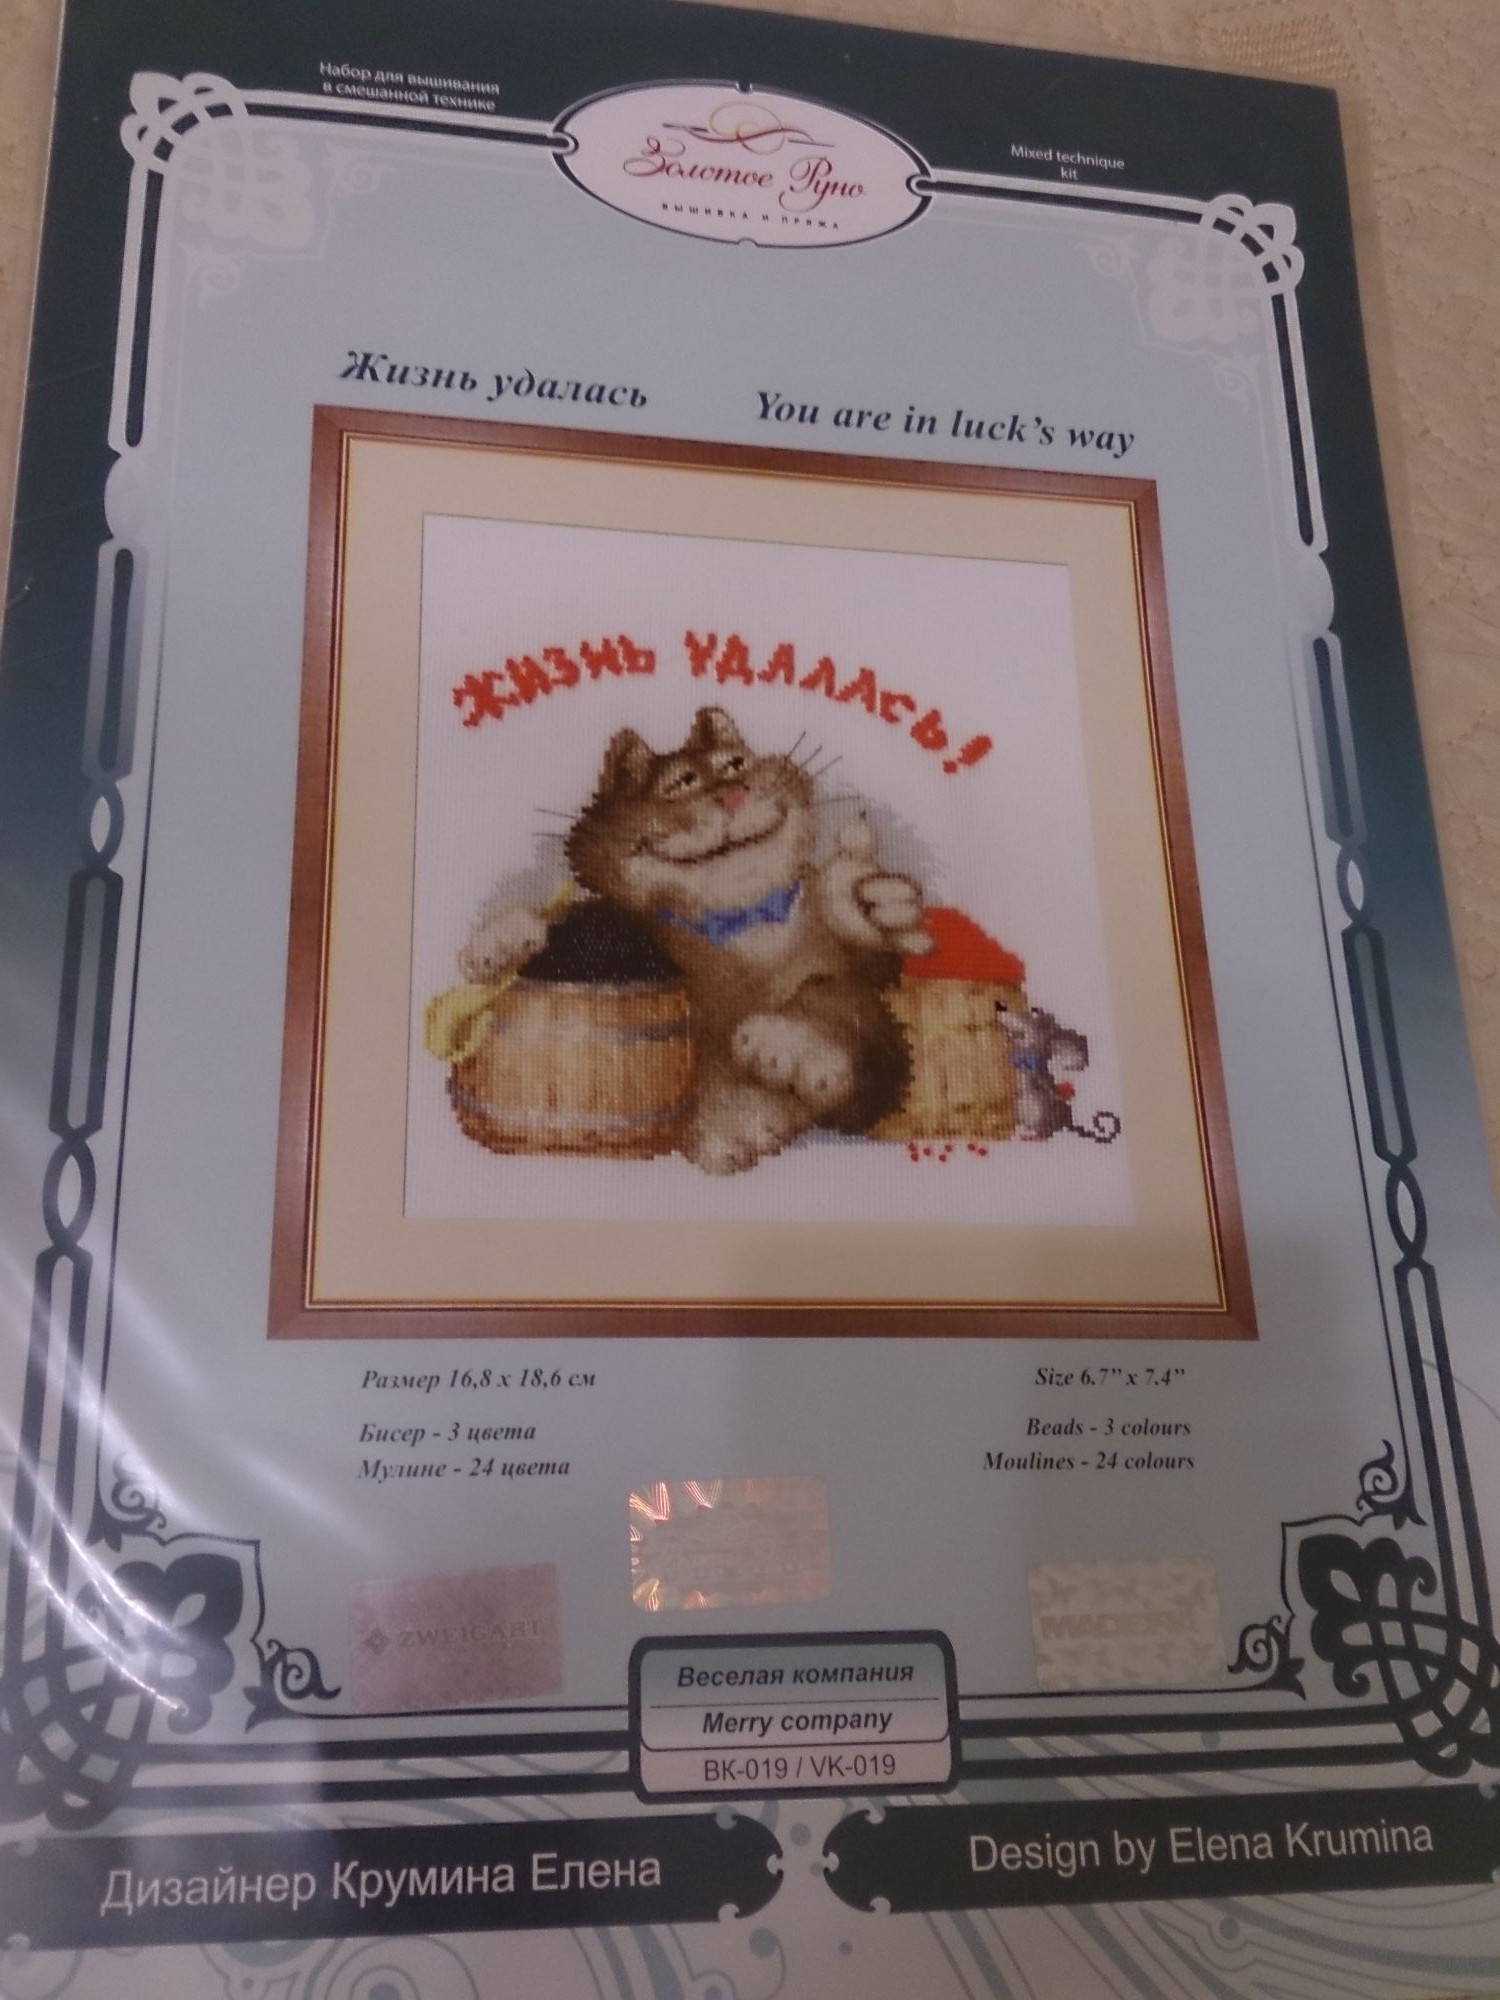 Набор для вышивания
в смешанной технике
Золотое Руно
вышивка и пряжа
Mixed technique
kit
Жизнь удалась
You are in luck's way
ЖИЗНЬ УДАЛАСЬ!
Размер 16,8 х 18,6 см
Бисер - 3 цвета
Мулине - 24 цвета
Size 6.7" x 7.4"
Beads - 3 colours
Moulines - 24 colours
ZWEIGART
Веселая компания
Merry company
ВК-019 / VK-019
Дизайнер Крумина Елена
Design by Elena Krumina